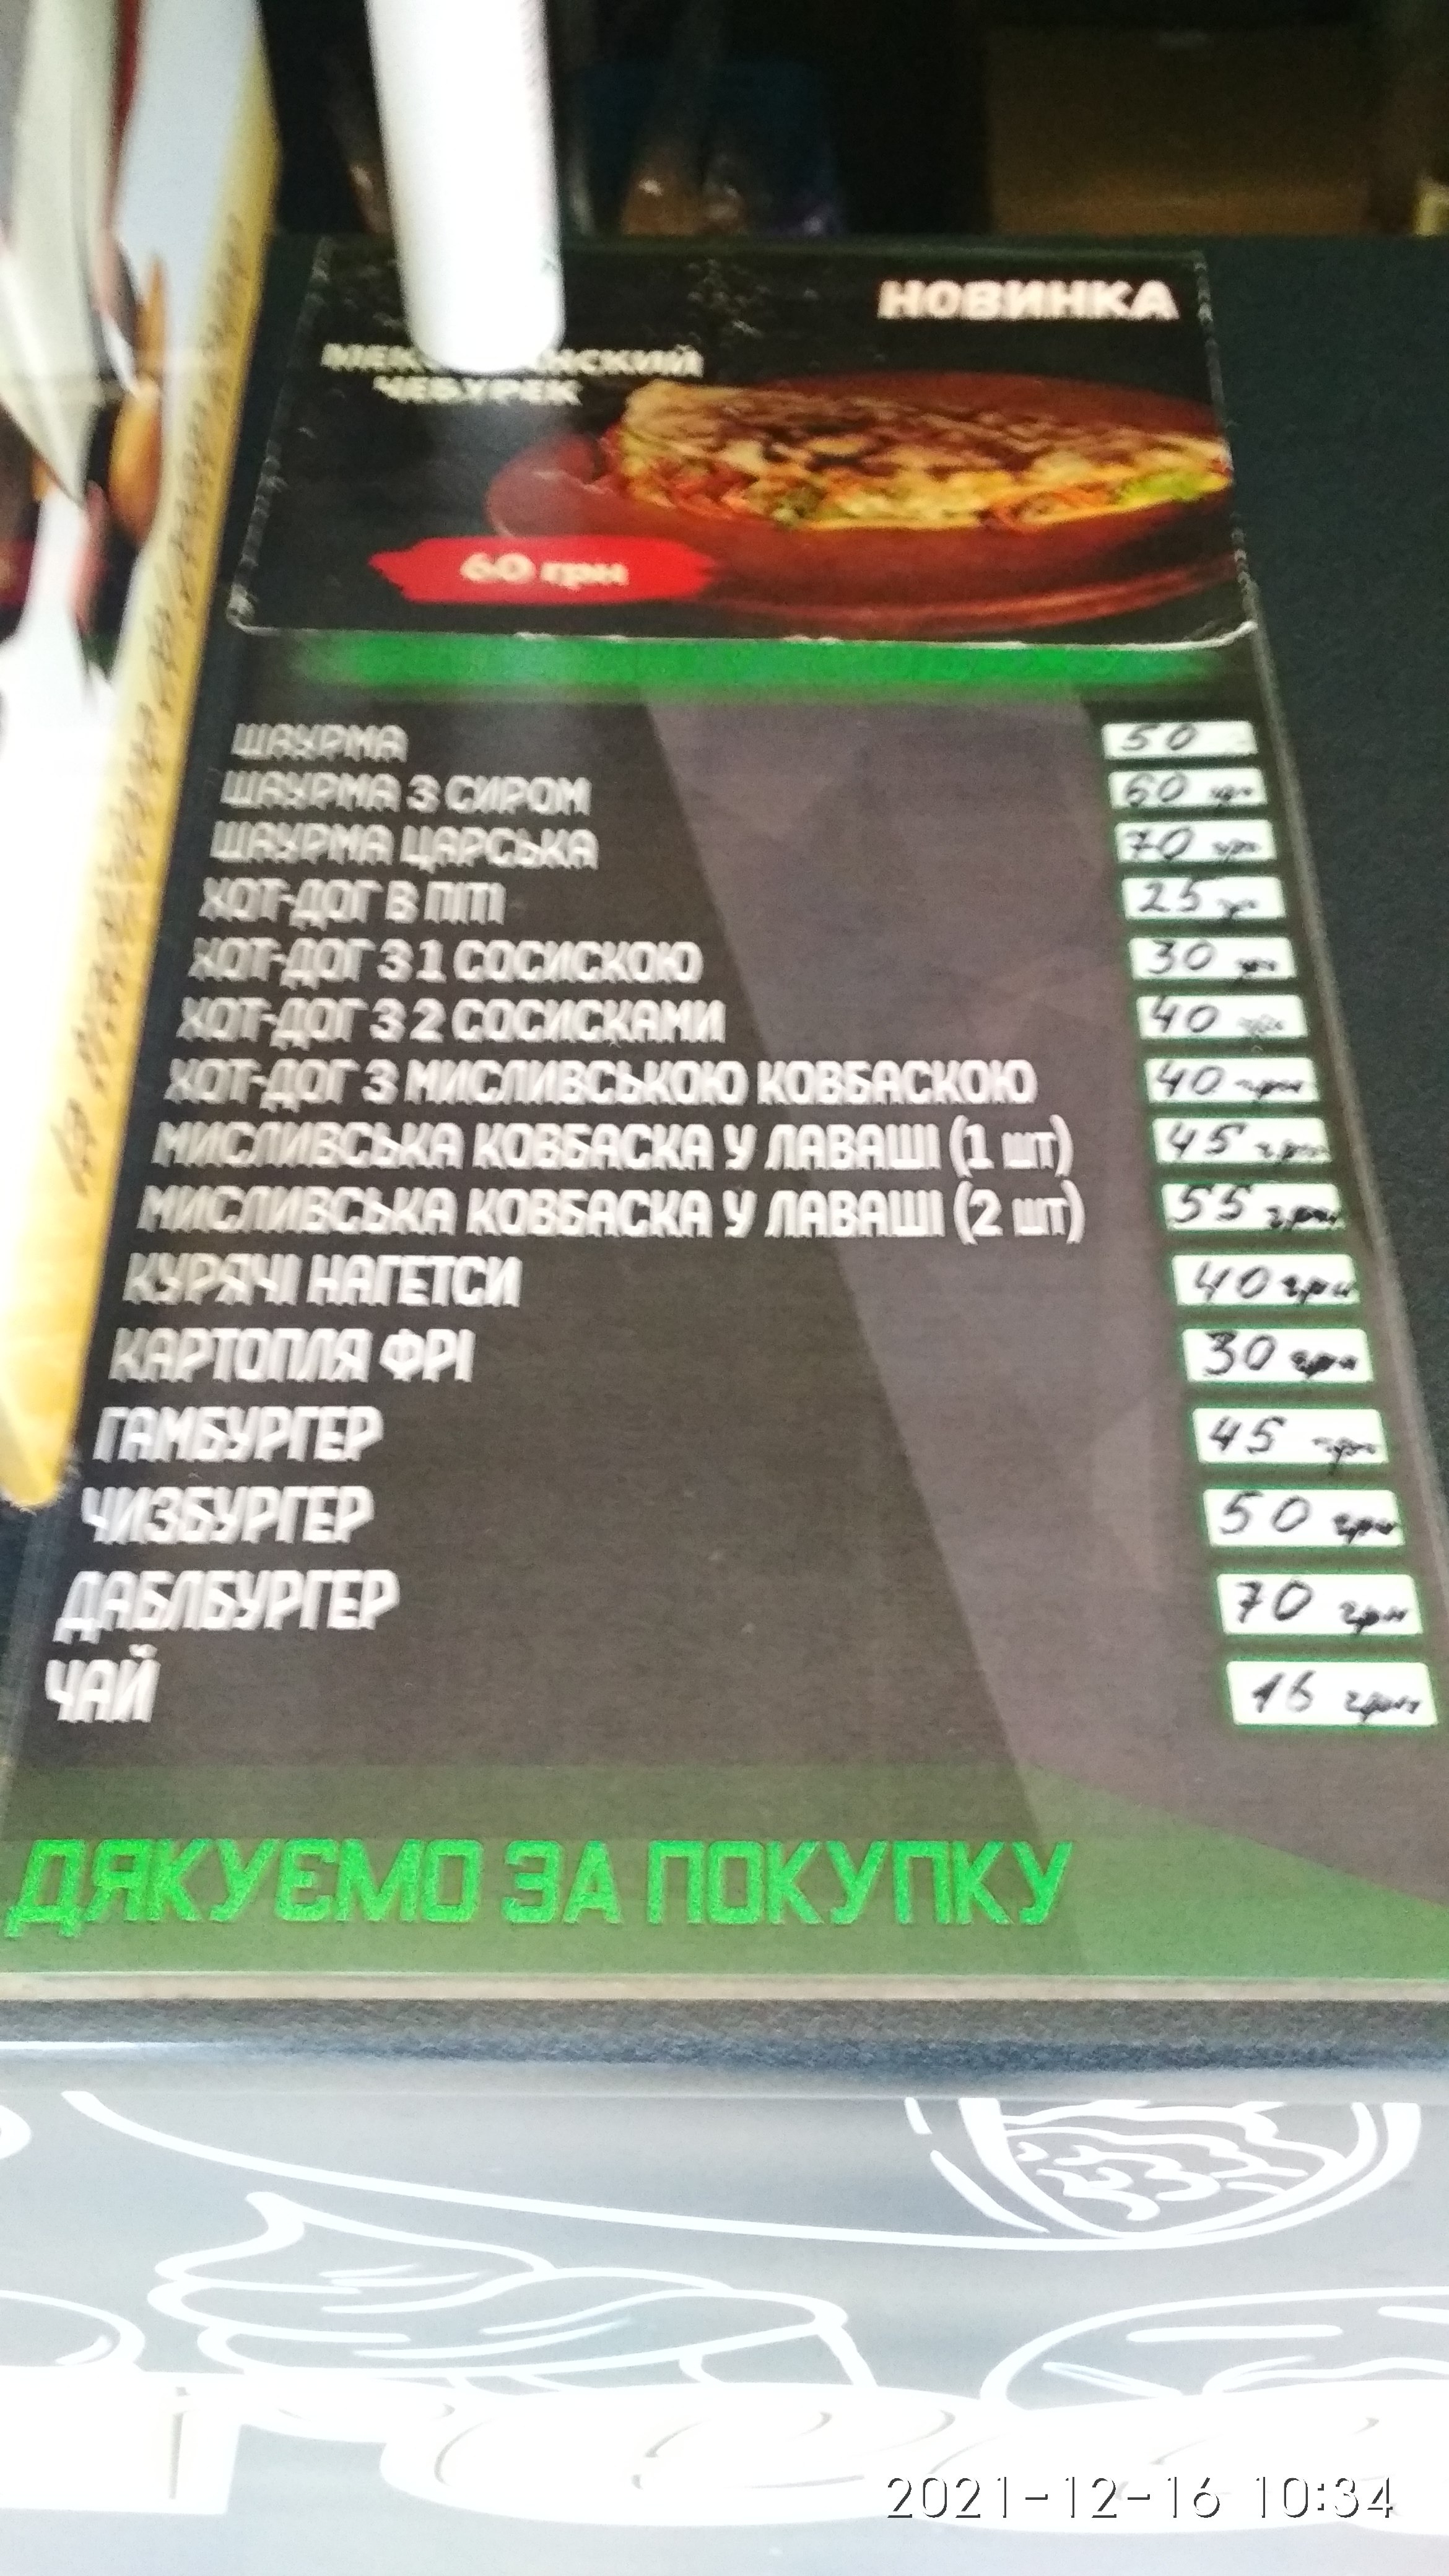 НОВИНКА
ЧЕБУРЕК
60 грн
ШАУРМА 50
ШАУРМА З СИРОМ 60 грн
ШАУРМА ЦАРСЬКА 70 грн
ХОТ-ДОГ В ПІТІ 25 грн
ХОТ-ДОГ З 1 СОСИСКОЮ 30 грн
ХОТ-ДОГ З 2 СОСИСКАМИ 40 грн
ХОТ-ДОГ З МИСЛИВСЬКОЮ КОВБАСКОЮ 40 грн
МИСЛИВСЬКА КОВБАСКА У ЛАВАШІ (1 шт) 45 грн
МИСЛИВСЬКА КОВБАСКА У ЛАВАШІ (2 шт) 55 грн
КУРЯЧІ НАГЕТСИ 40 грн
КАРТОПЛЯ ФРІ 30 грн
ГАМБУРГЕР 45 грн
ЧИЗБУРГЕР 50 грн
ДАБЛБУРГЕР 70 грн
ЧАЙ грн
ДЯКУЄМО ЗА ПОКУПКУ
2021-12-16 10:34